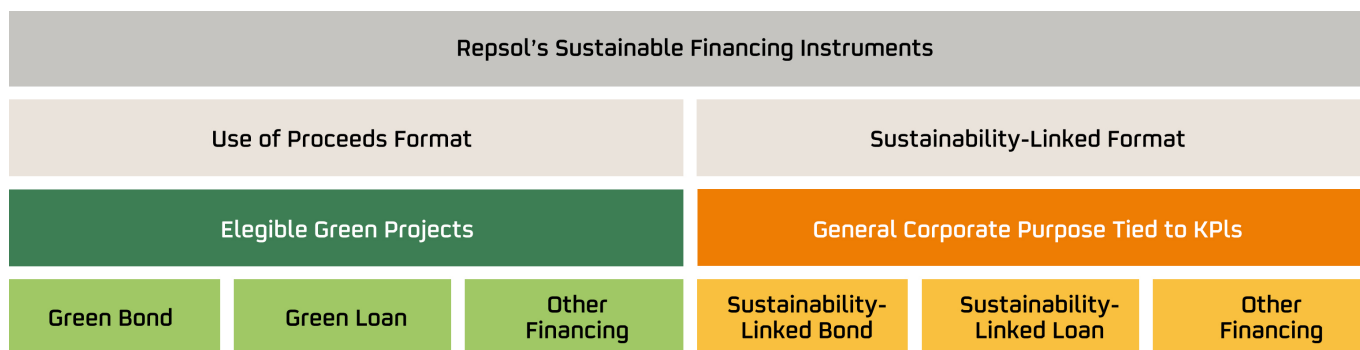 Repsol’s Sustainable Financing Instruments
Use of Proceeds Format
Sustainability-Linked Format
Elegible Green Projects
General Corporate Purpose Tied to KPls
Green Bond
Green Loan
Other
Financing
Sustainability-
Linked Bond
Sustainability-
Linked Loan
Other
Financing